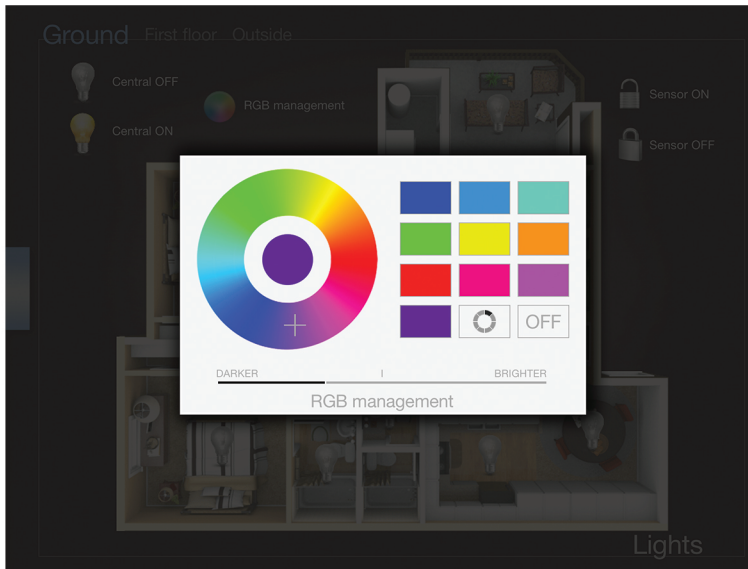 Ground First floor Outside
Central OFF
RGB management
Central ON
Sensor ON
Sensor OFF
OFF
DARKER I BRIGHTER
RGB management
Lights